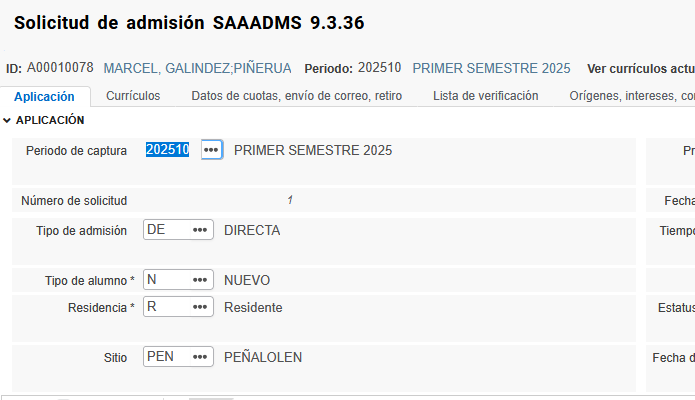 Solicitud de admisión SAAADMS 9.3.36
ID: A00010078 MARCEL, GALINDEZ;PIÑERUA Periodo: 202510 PRIMER SEMESTRE 2025 Ver currículos actu
Aplicación Currículos Datos de cuotas, envío de correo, retiro Lista de verificación Orígenes, intereses, con
APLICACIÓN
Periodo de captura 202510 ••• PRIMER SEMESTRE 2025 Pr
Número de solicitud 1 Fecha
Tipo de admisión DE ••• DIRECTA Tiempo
Tipo de alumno * N ••• NUEVO
Residencia * R ••• Residente Estatus
Sitio PEN ••• PEÑALOLEN Fecha d